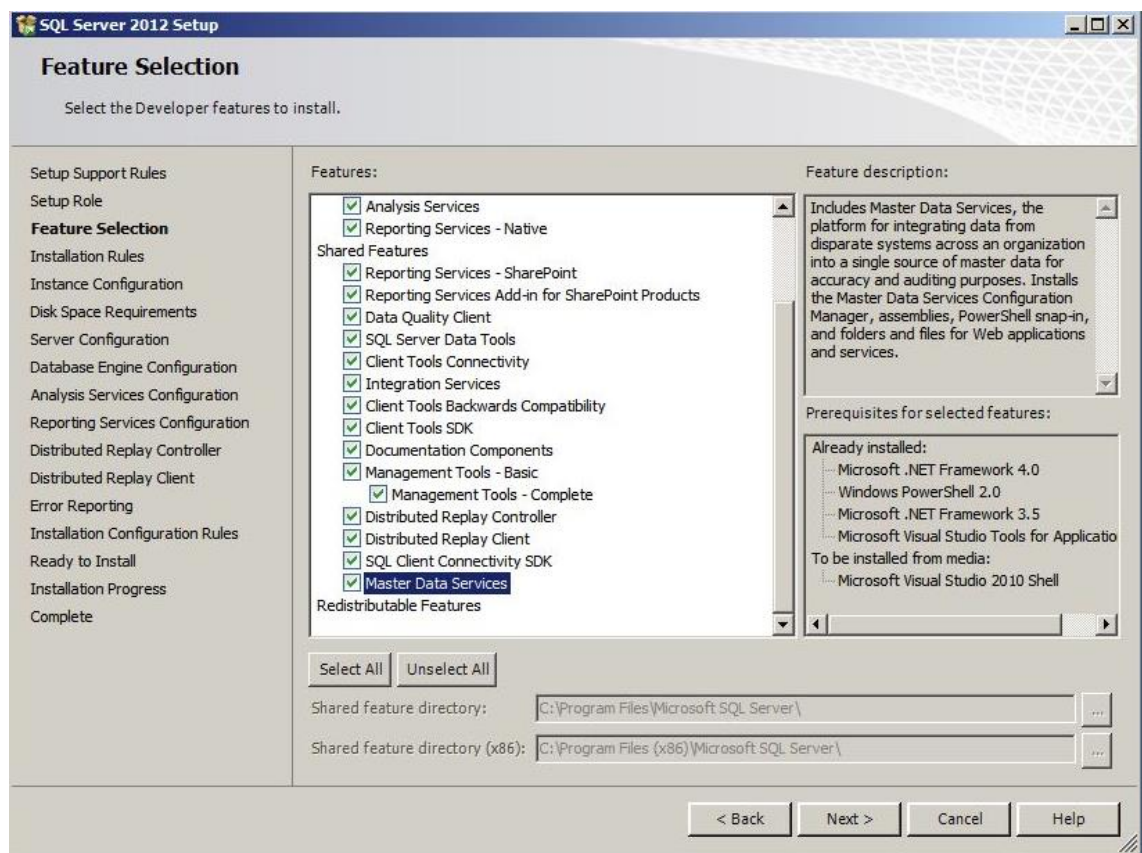 SQL Server 2012 Setup
Feature Selection
Select the Developer features to install.
Setup Support Rules
Setup Role
Feature Selection
Installation Rules
Instance Configuration
Disk Space Requirements
Server Configuration
Database Engine Configuration
Analysis Services Configuration
Reporting Services Configuration
Distributed Replay Controller
Distributed Replay Client
Error Reporting
Installation Configuration Rules
Ready to Install
Installation Progress
Complete
Features:
Analysis Services
Reporting Services - Native
Shared Features
Reporting Services - SharePoint
Reporting Services Add-in for SharePoint Products
Data Quality Client
SQL Server Data Tools
Client Tools Connectivity
Integration Services
Client Tools Backwards Compatibility
Client Tools SDK
Documentation Components
Management Tools - Basic
Management Tools - Complete
Distributed Replay Controller
Distributed Replay Client
SQL Client Connectivity SDK
Master Data Services
Redistributable Features
Feature description:
Includes Master Data Services, the
platform for integrating data from
disparate systems across an organization
into a single source of master data for
accuracy and auditing purposes. Installs
the Master Data Services Configuration
Manager, assemblies, PowerShell snap-in,
and folders and files for Web applications
and services.
Prerequisites for selected features:
Already installed:
Microsoft .NET Framework 4.0
Windows PowerShell 2.0
Microsoft .NET Framework 3.5
Microsoft Visual Studio Tools for Applicatio
To be installed from media:
Microsoft Visual Studio 2010 Shell
Select All
Unselect All
Shared feature directory:
C:\Program Files\Microsoft SQL Server\
...
Shared feature directory (x86):
C:\Program Files (x86)\Microsoft SQL Server\
...
< Back
Next >
Cancel
Help